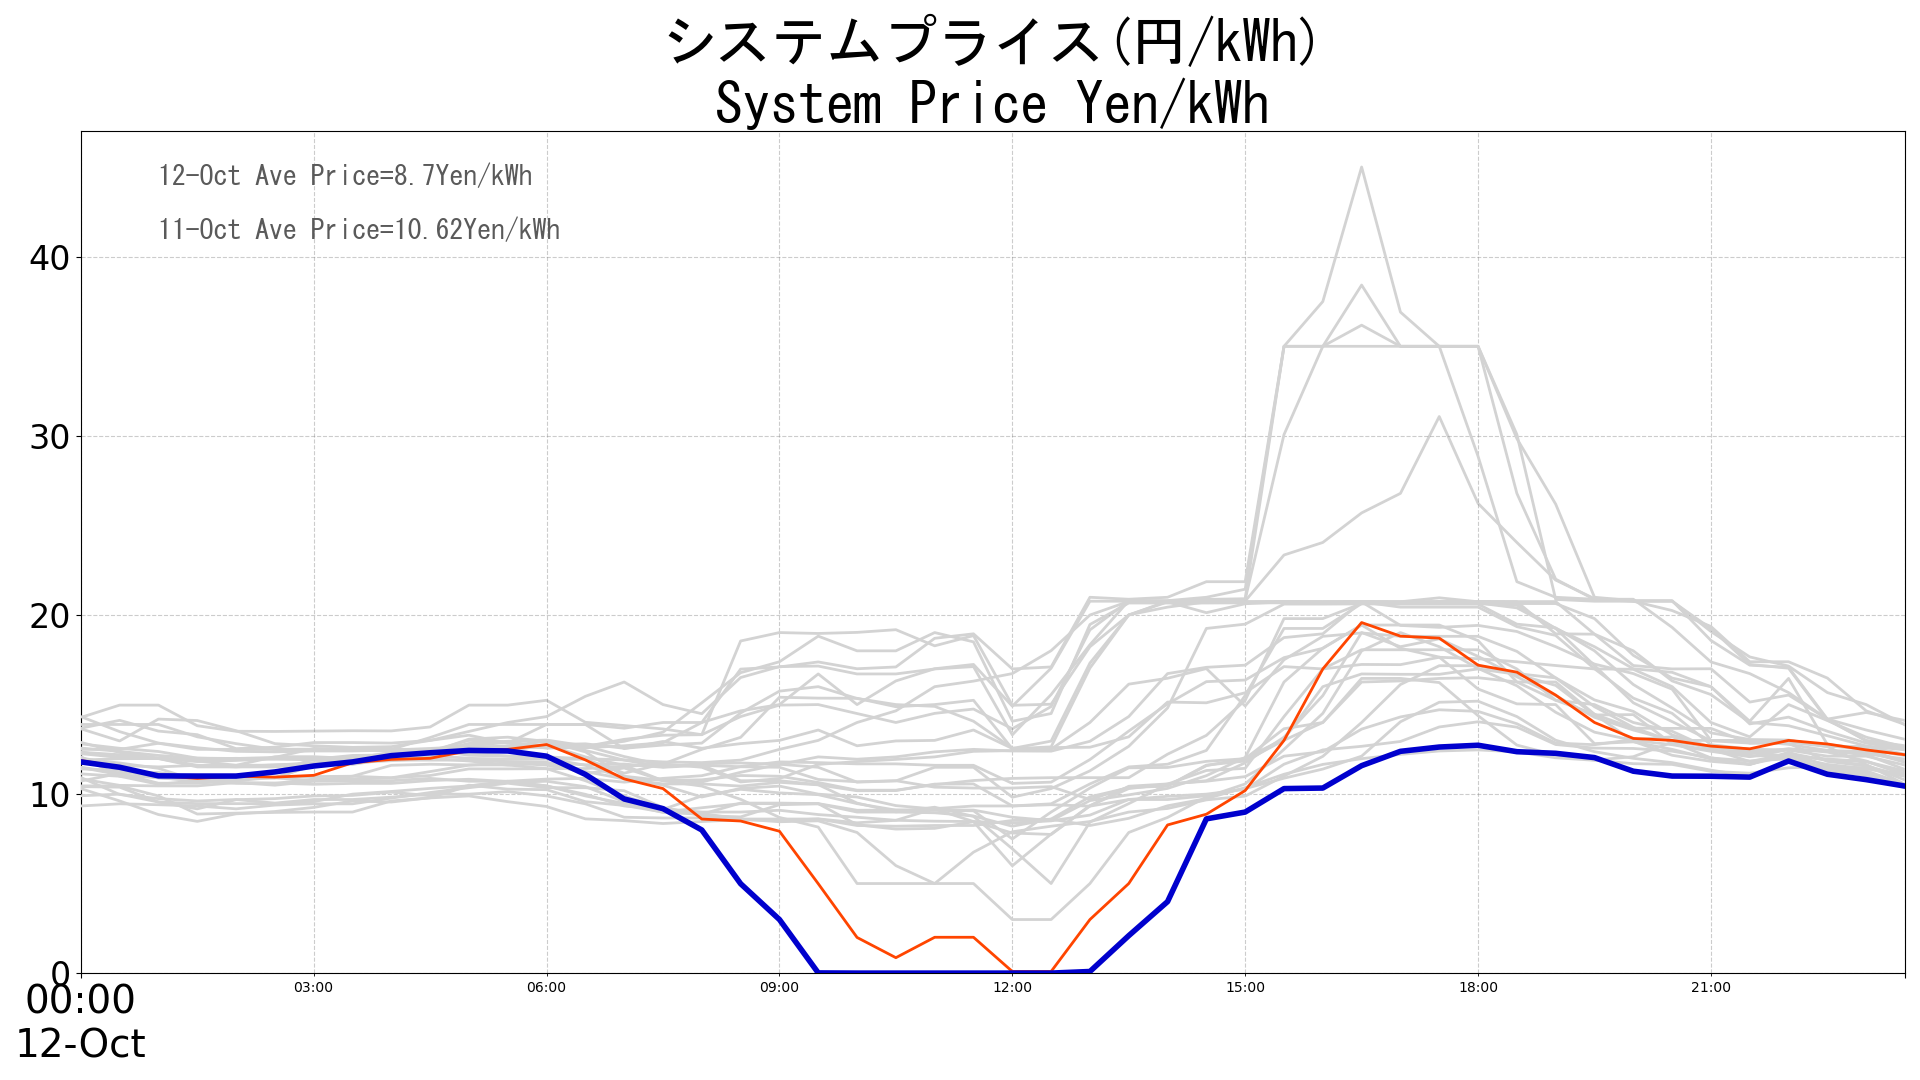 システムプライス(円/kWh)
System Price Yen/kWh
12-Oct Ave Price=8.7Yen/kWh
11-Oct Ave Price=10.62Yen/kWh
40
30
20
10
0
00:00 03:00 06:00 09:00 12:00 15:00 18:00 21:00
12-Oct